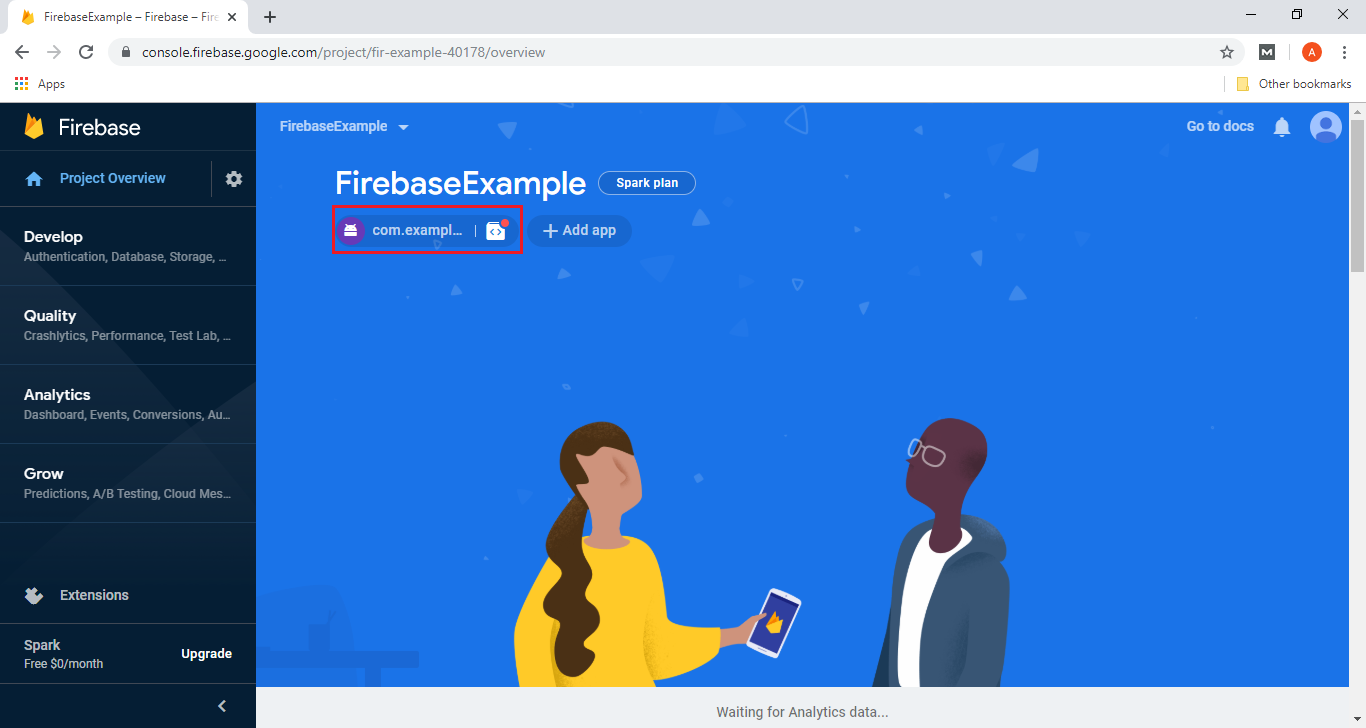 FirebaseExample – Firebase – Fire
console.firebase.google.com/project/fir-example-40178/overview
M
A
Apps
Other bookmarks
Firebase
FirebaseExample
Go to docs
Project Overview
FirebaseExample
Spark plan
com.exampl...
Add app
Develop
Authentication, Database, Storage, ...
Quality
Crashlytics, Performance, Test Lab, ...
Analytics
Dashboard, Events, Conversions, Au...
Grow
Predictions, A/B Testing, Cloud Mes...
Extensions
Spark
Free $0/month
Upgrade
Waiting for Analytics data...